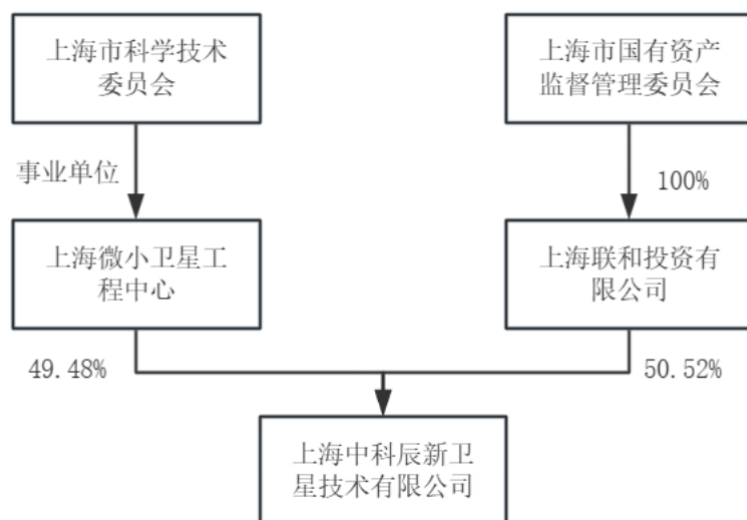 上海市科学技术
委员会
上海市国有资产
监督管理委员会
事业单位
100%
上海微小卫星工
程中心
上海联和投资有
限公司
49.48%
50.52%
上海中科辰新卫
星技术有限公司